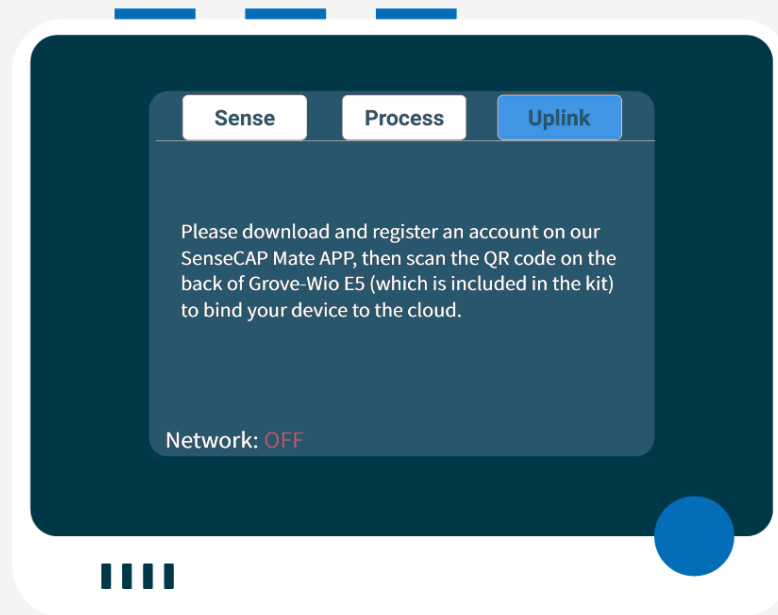 Sense Process Uplink
Please download and register an account on our
SenseCAP Mate APP, then scan the QR code on the
back of Grove-Wio E5 (which is included in the kit)
to bind your device to the cloud.
Network: OFF